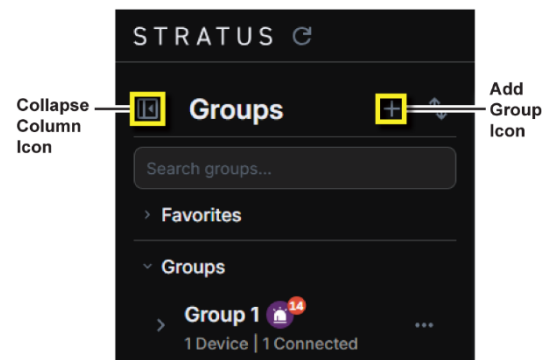 STRATUS
Collapse
Column
Icon
Groups
Add
Group
Icon
Search groups...
Favorites
Groups
Group 1 14
1 Device | 1 Connected